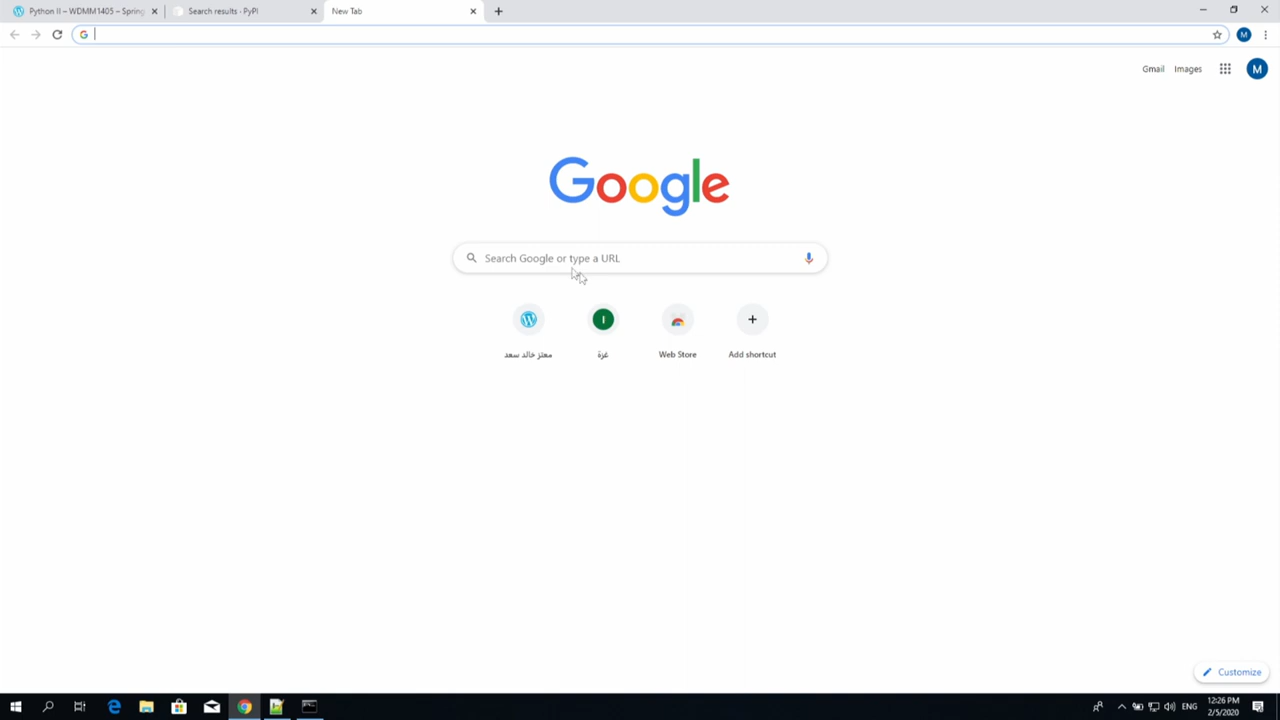 Python II – WDMM1405 – Spring
Search results · PyPI
New Tab
M
Gmail
Images
M
Google
Search Google or type a URL
I
معتز خالد سعد
غزة
Web Store
Add shortcut
Customize
ENG
12:26 PM
2/5/2020